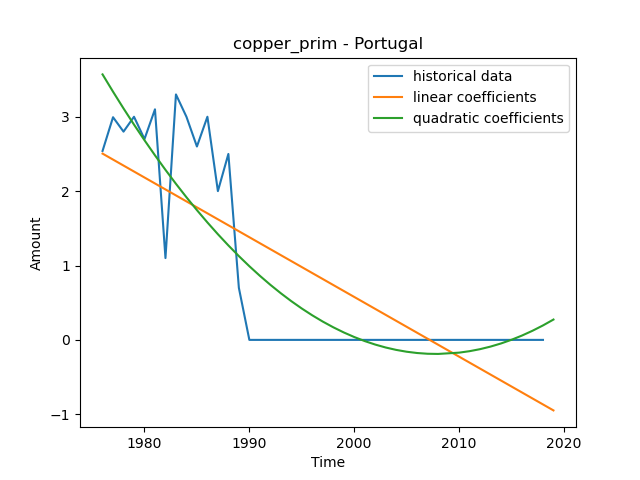 copper_prim - Portugal
historical data
linear coefficients
quadratic coefficients
Amount
3
2
1
0
−1
1980 1990 2000 2010 2020
Time